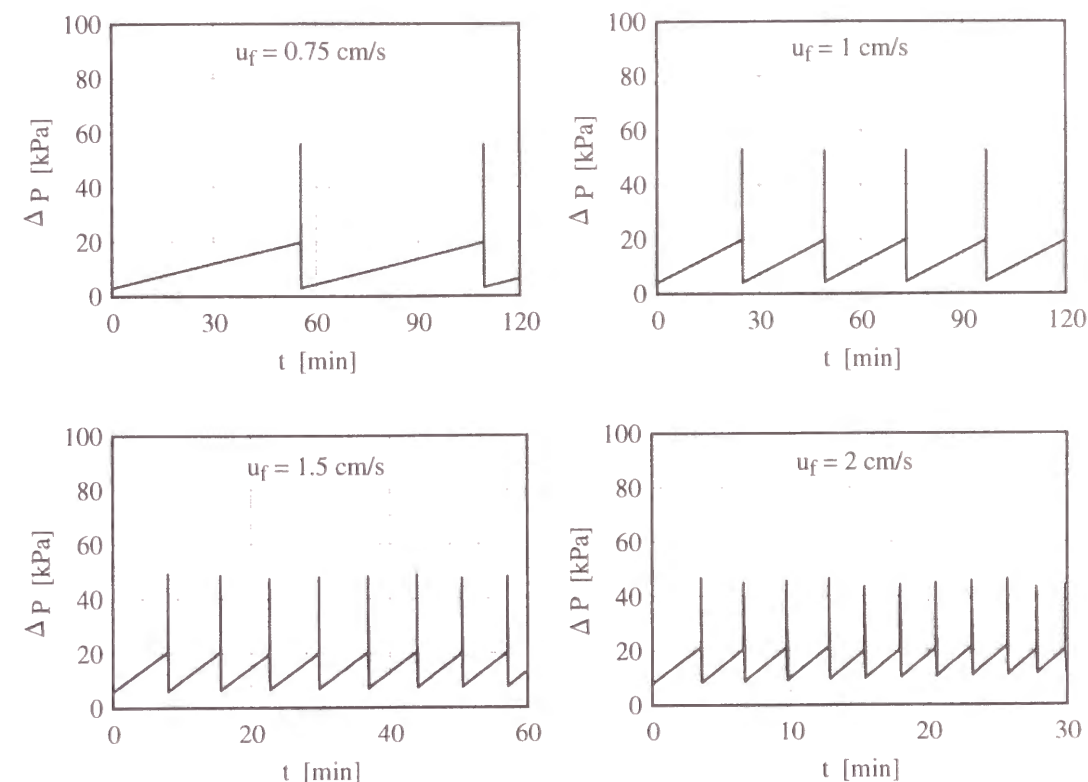 u_f = 0.75 cm/s
100
80
60
40
20
0
Δ P [kPa]
0 30 60 90 120
t [min]
u_f = 1 cm/s
100
80
60
40
20
0
Δ P [kPa]
0 30 60 90 120
t [min]
u_f = 1.5 cm/s
100
80
60
40
20
0
Δ P [kPa]
0 20 40 60
t [min]
u_f = 2 cm/s
100
80
60
40
20
0
Δ P [kPa]
0 10 20 30
t [min]